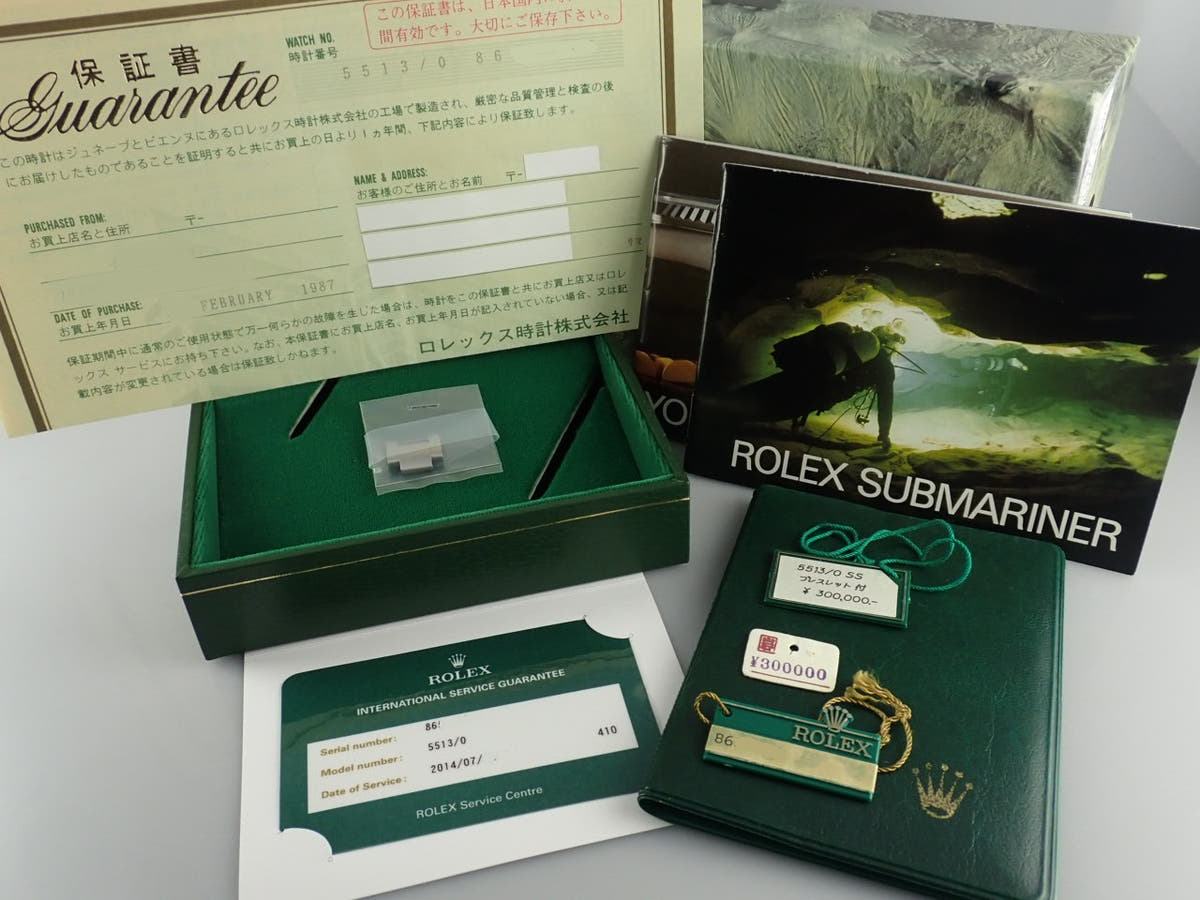 この保証書は、日本国内に
間有効です。大切にご保存下さい。
保証書
Guarantee
WATCH NO.
時計番号
5513/0 86
この時計はジュネーブとビエンヌにあるロレックス時計株式会社の工場で製造され、厳密な品質管理と検査の後
にお届けしたものであることを証明すると共にお買上の日より1ヵ年間、下記内容により保証致します。
PURCHASED FROM:
お買上店名と住所
〒-
NAME & ADDRESS:
お客様のご住所とお名前
〒-
DATE OF PURCHASE:
お買上年月日
FEBRUARY 1987
保証期間中に通常のご使用状態で万一何らかの故障を生じた場合は、時計をこの保証書と共にお買上店又はロレ
ックス サービスにお持ち下さい。なお、本保証書にお買上店名、お買上年月日が記入されていない場合、又は記
載内容が変更されている場合は保証致しかねます。
ロレックス時計株式会社
YO
ROLEX SUBMARINER
5513/0 SS
ブレスレット付
¥300,000.-
¥300000
ROLEX
86
ROLEX
INTERNATIONAL SERVICE GUARANTEE
Serial number: 86
Model number: 5513/0 410
Date of Service: 2014/07/
ROLEX Service Centre